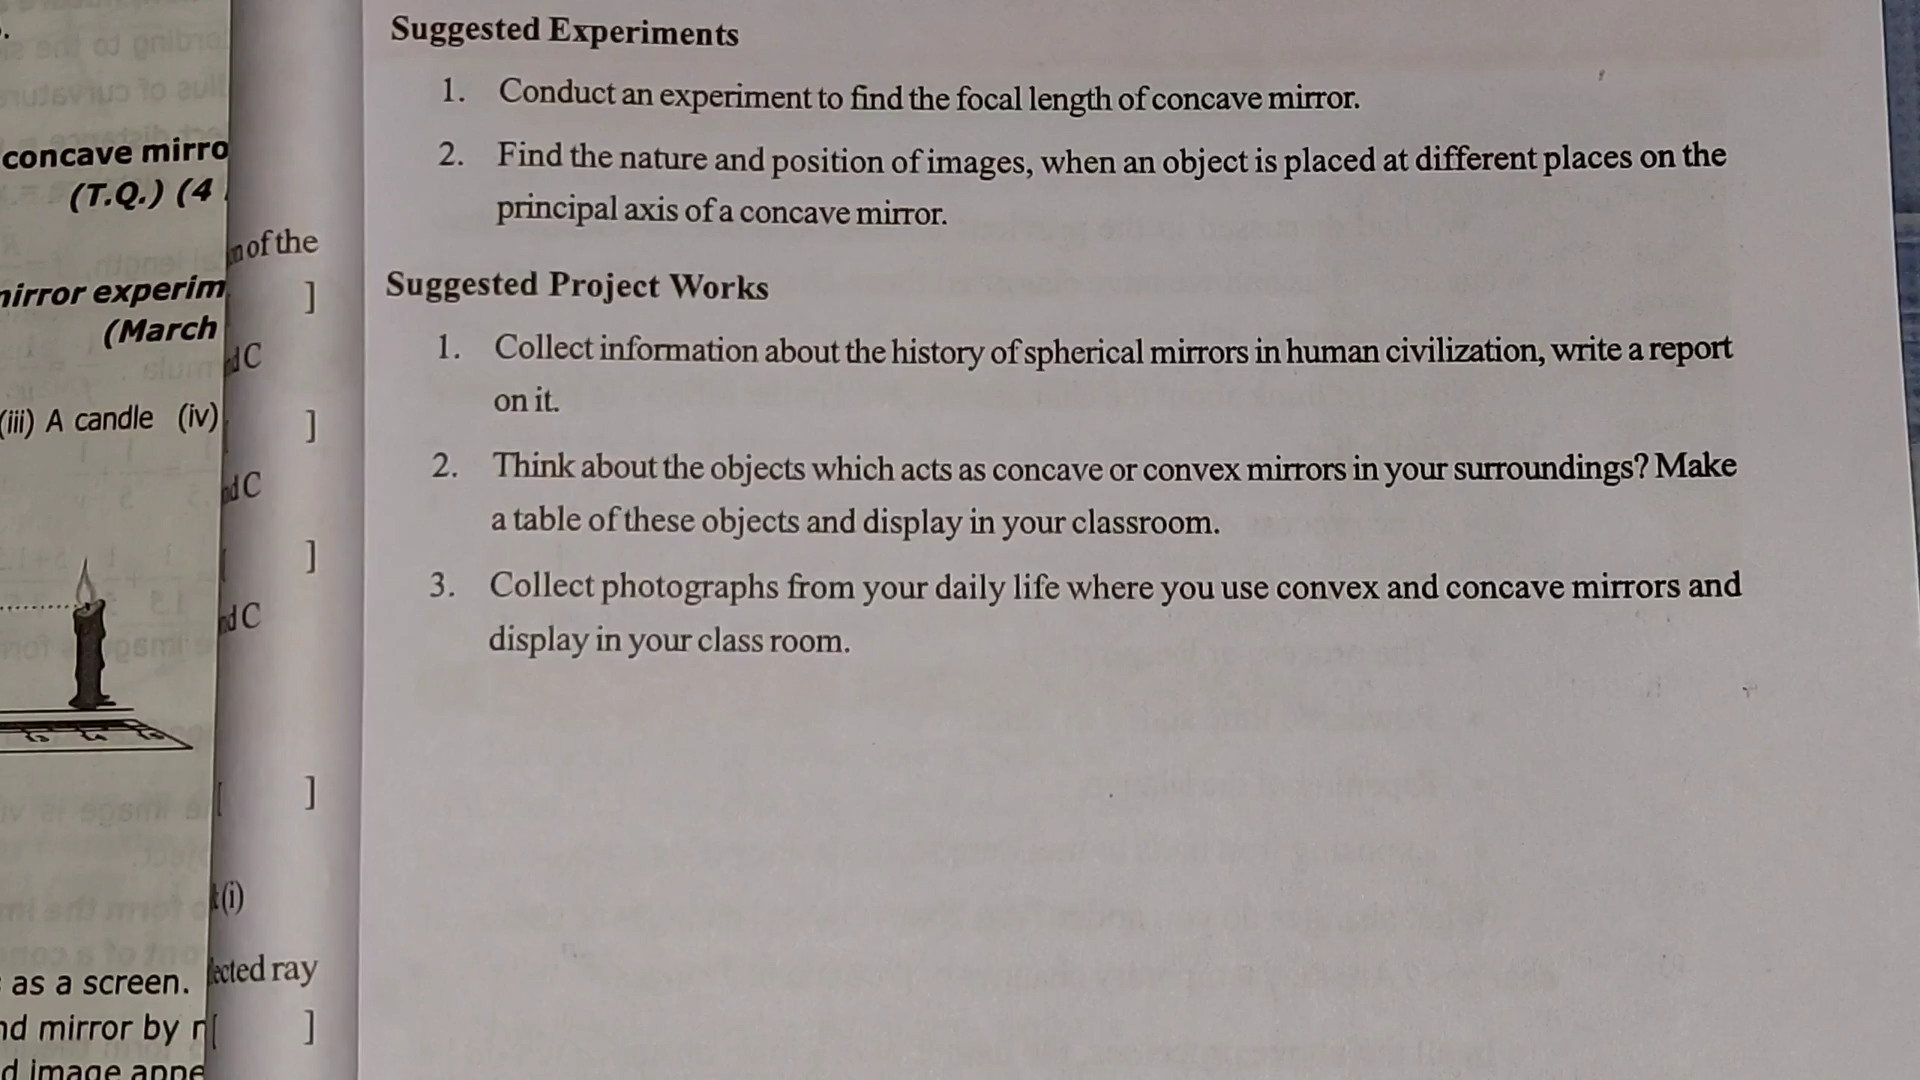 concave mirro
(T.Q.) (4
of the
mirror experim
]
(March
C
(iii) A candle (iv)
]
C
]
C
]
(i)
ray
as a screen.
mirror by
]
image appe
Suggested Experiments
1. Conduct an experiment to find the focal length of concave mirror.
2. Find the nature and position of images, when an object is placed at different places on the
principal axis of a concave mirror.
Suggested Project Works
1. Collect information about the history of spherical mirrors in human civilization, write a report
on it.
2. Think about the objects which acts as concave or convex mirrors in your surroundings? Make
a table of these objects and display in your classroom.
3. Collect photographs from your daily life where you use convex and concave mirrors and
display in your class room.